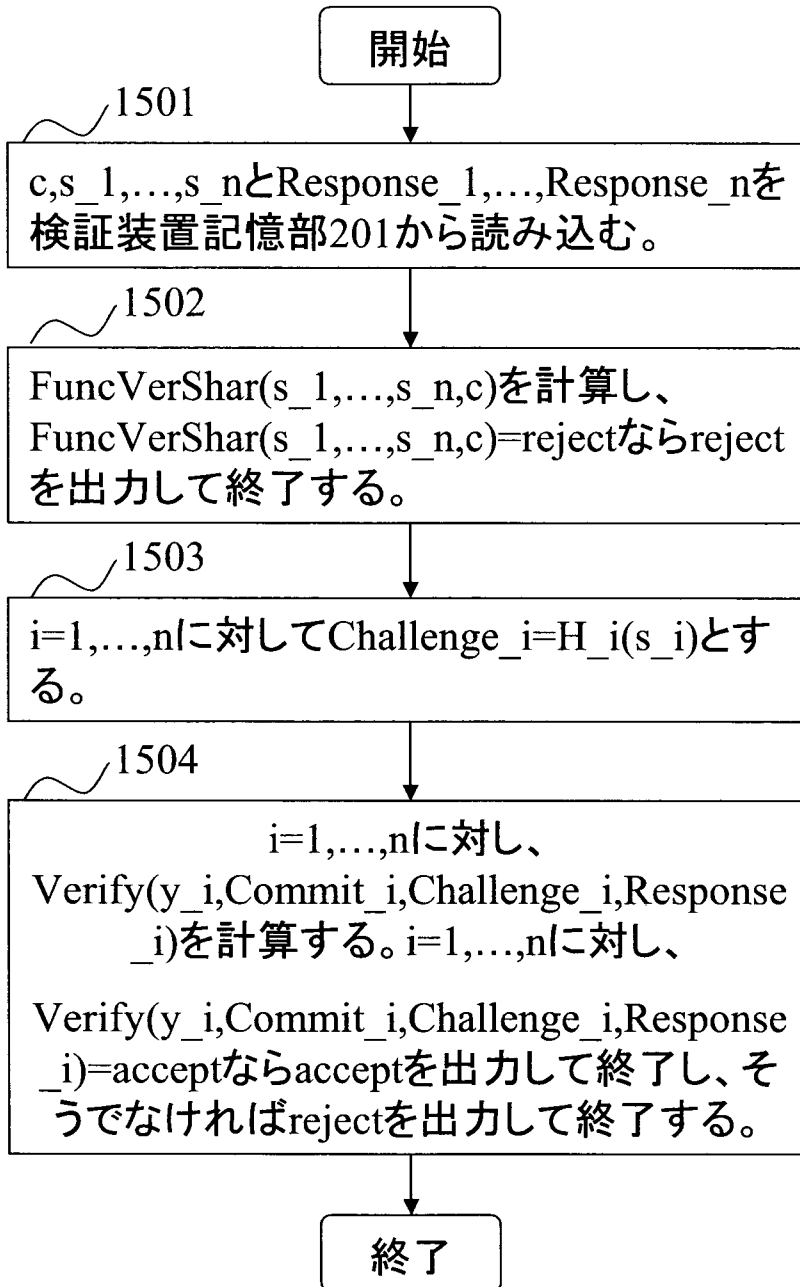 開始
1501
c,s_1,…,s_nとResponse_1,…,Response_nを
検証装置記憶部201から読み込む。
1502
FuncVerShar(s_1,…,s_n,c)を計算し、
FuncVerShar(s_1,…,s_n,c)=rejectならreject
を出力して終了する。
1503
i=1,…,nに対してChallenge_i=H_i(s_i)とす
る。
1504
i=1,…,nに対し、
Verify(y_i,Commit_i,Challenge_i,Response
_i)を計算する。i=1,…,nに対し、
Verify(y_i,Commit_i,Challenge_i,Response
_i)=acceptならacceptを出力して終了し、そ
うでなければrejectを出力して終了する。
終了